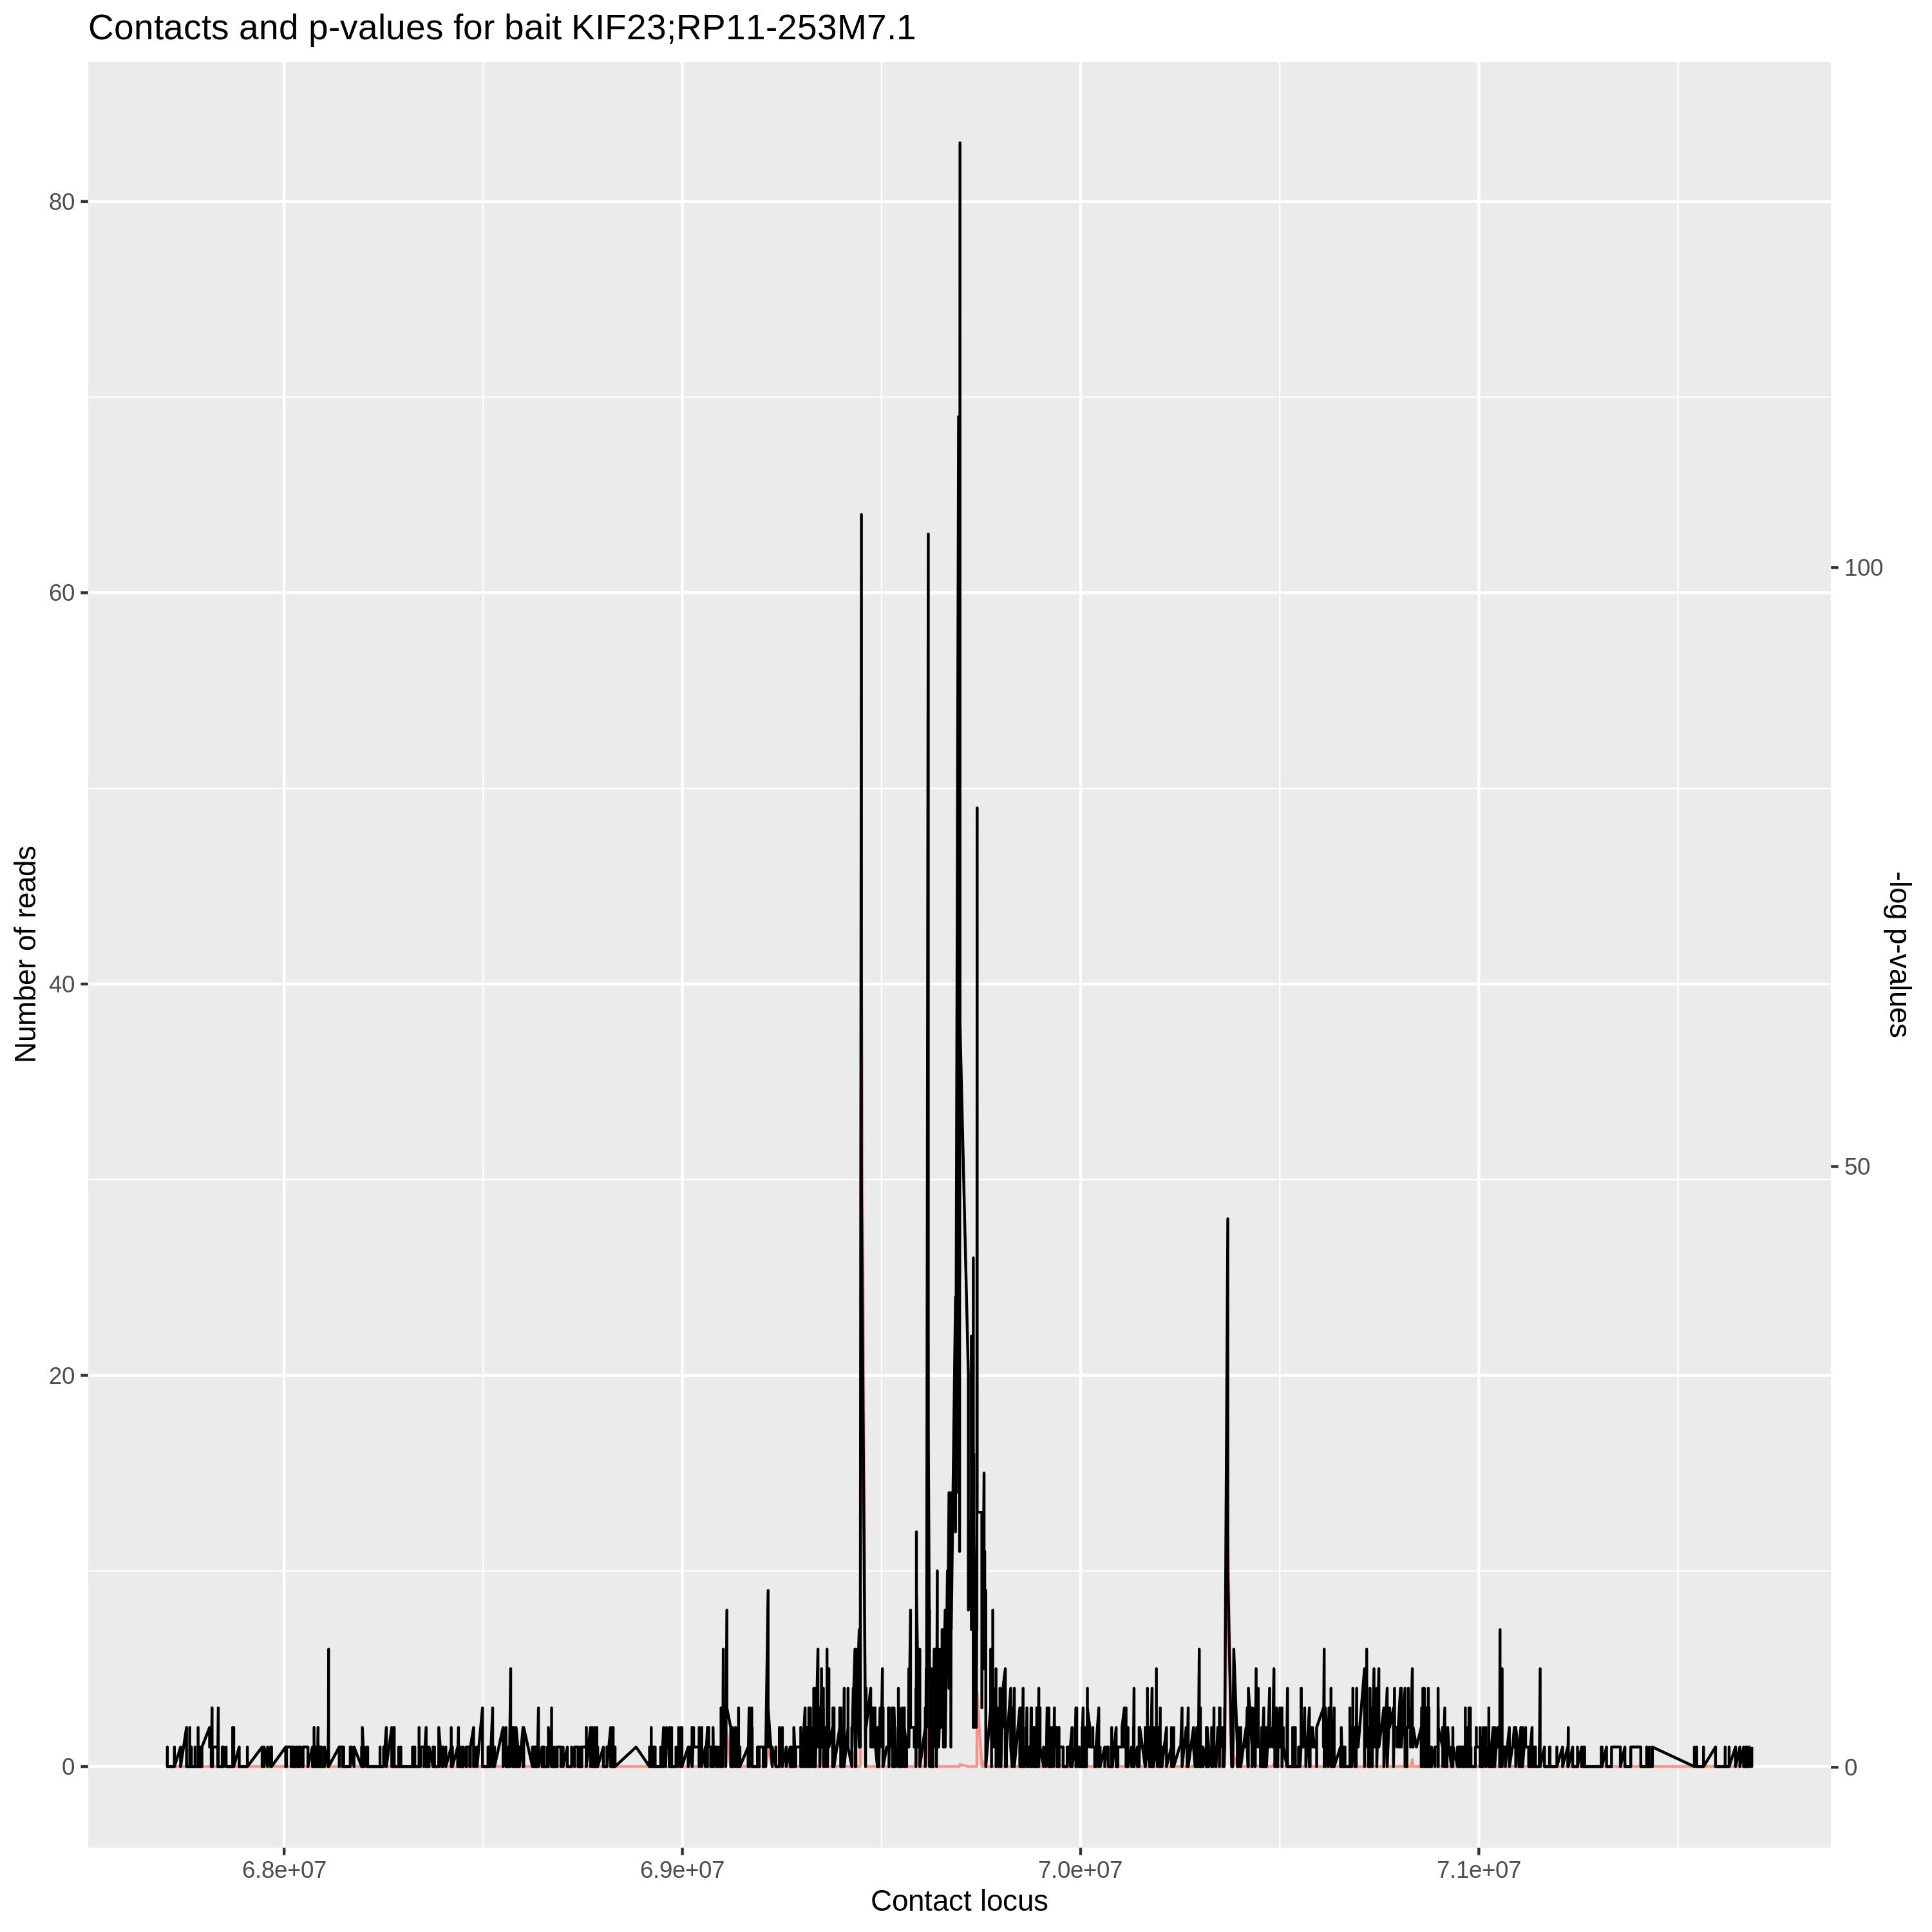 Contacts and p-values for bait KIF23;RP11-253M7.1
80
60
40
20
0
Number of reads
100
50
0
-log p-values
6.8e+07
6.9e+07
7.0e+07
7.1e+07
Contact locus